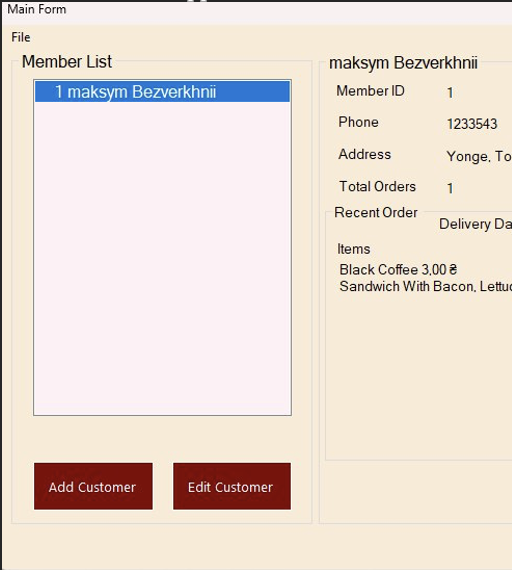 Main Form
File
Member List
1 maksym Bezverkhnii
Add Customer
Edit Customer
maksym Bezverkhnii
Member ID 1
Phone 1233543
Address Yonge, To
Total Orders 1
Recent Order
Delivery Da
Items
Black Coffee 3,00 ₴
Sandwich With Bacon, Lettuc